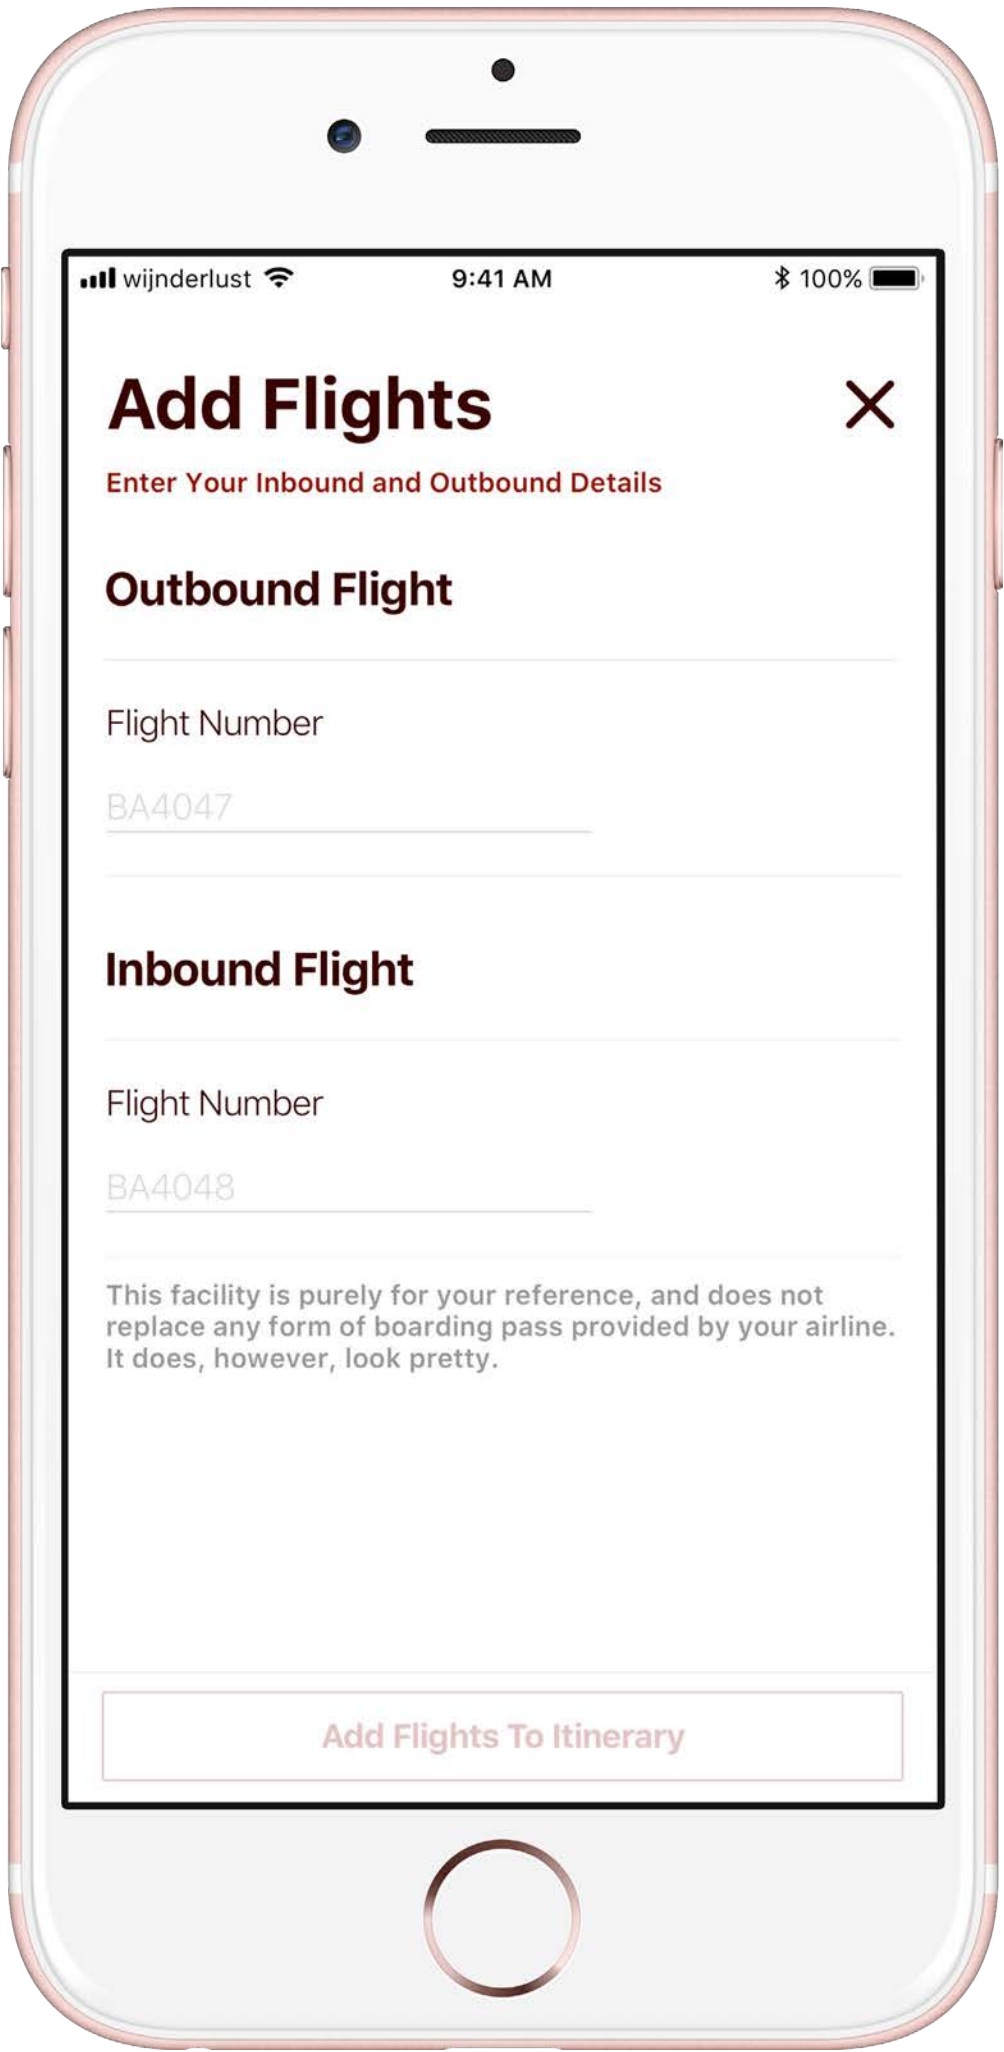 wijnderlust 9:41 AM 100%
Add Flights
Enter Your Inbound and Outbound Details
Outbound Flight
Flight Number
BA4047
Inbound Flight
Flight Number
BA4048
This facility is purely for your reference, and does not
replace any form of boarding pass provided by your airline.
It does, however, look pretty.
Add Flights To Itinerary